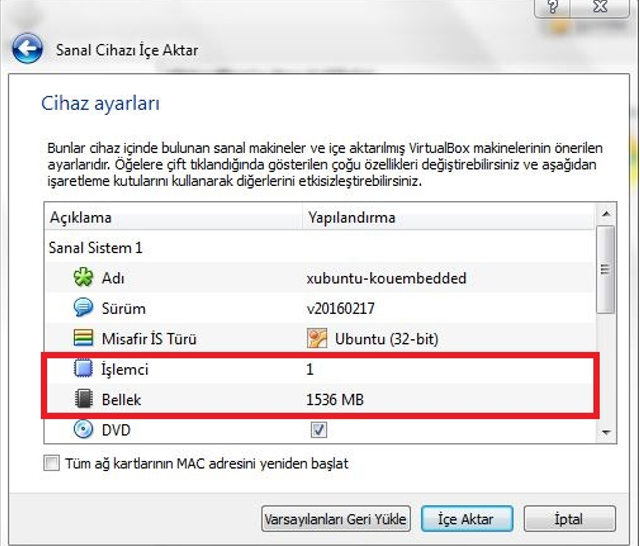 ?
Sanal Cihazı İçe Aktar
Cihaz ayarları
Bunlar cihaz içinde bulunan sanal makineler ve içe aktarılmış VirtualBox makinelerinin önerilen
ayarlarıdır. Öğelere çift tıklandığında gösterilen çoğu özellikleri değiştirebilirsiniz ve aşağıdan
işaretleme kutularını kullanarak diğerlerini etkisizleştirebilirsiniz.
Açıklama Yapılandırma
Sanal Sistem 1
Adı xubuntu-kouembedded
Sürüm v20160217
Misafir İS Türü Ubuntu (32-bit)
İşlemci 1
Bellek 1536 MB
DVD
Tüm ağ kartlarının MAC adresini yeniden başlat
Varsayılanları Geri Yükle İçe Aktar İptal